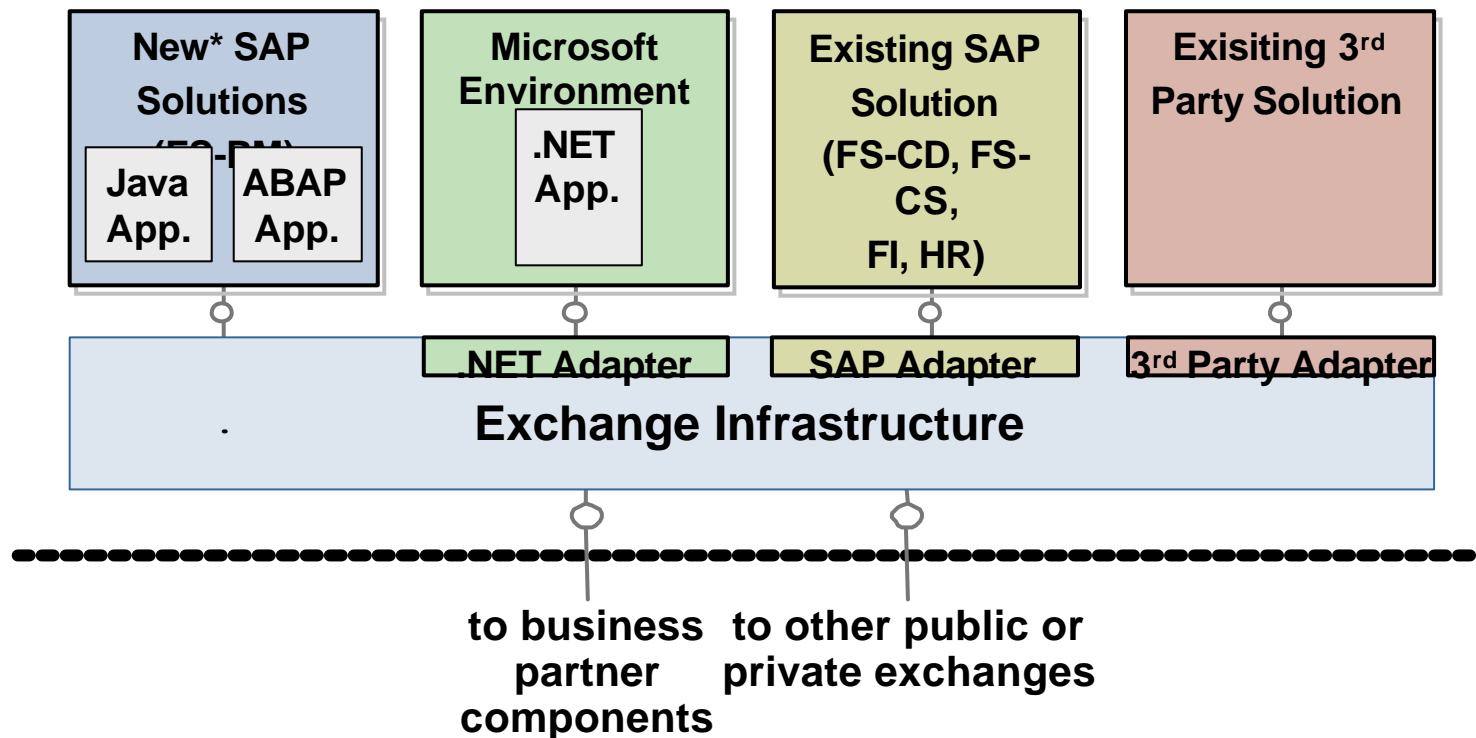 New* SAP
Solutions
(FS-PM)
Java
App.
ABAP
App.
Microsoft
Environment
.NET
App.
Existing SAP
Solution
(FS-CD, FS-
CS,
FI, HR)
Exisiting 3rd
Party Solution
.NET Adapter
SAP Adapter
3rd Party Adapter
Exchange Infrastructure
.
to business
partner
components
to other public or
private exchanges